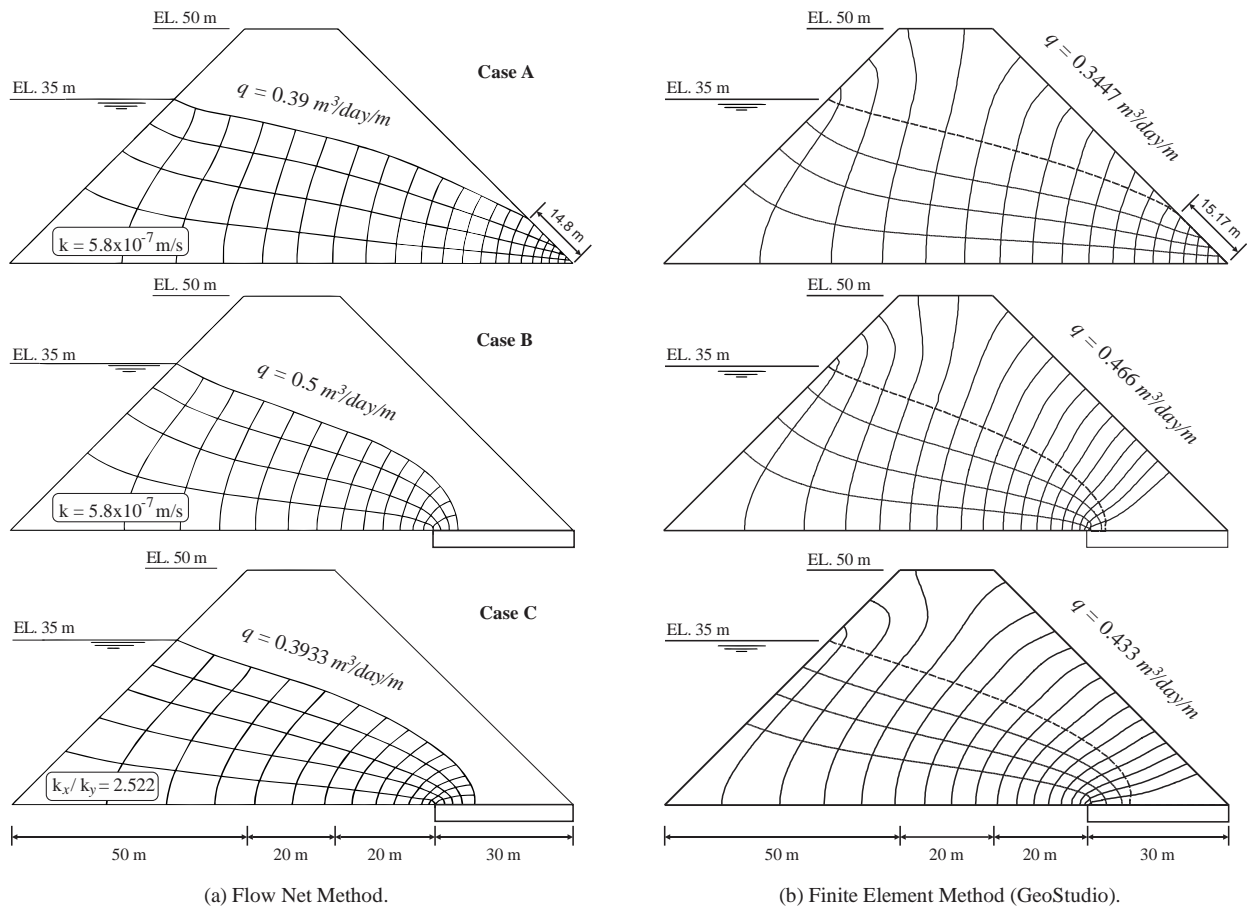 EL. 50 m
EL. 35 m
Case A
q = 0.39 m³/day/m
k = 5.8x10⁻⁷ m/s
14.8 m
EL. 50 m
EL. 35 m
q = 0.3447 m³/day/m
15.17 m
EL. 50 m
EL. 35 m
Case B
q = 0.5 m³/day/m
k = 5.8x10⁻⁷ m/s
EL. 50 m
EL. 35 m
q = 0.466 m³/day/m
EL. 50 m
EL. 35 m
Case C
q = 0.3933 m³/day/m
kₓ / k_y = 2.522
50 m
20 m
20 m
30 m
EL. 50 m
EL. 35 m
q = 0.433 m³/day/m
50 m
20 m
20 m
30 m
(a) Flow Net Method.
(b) Finite Element Method (GeoStudio).